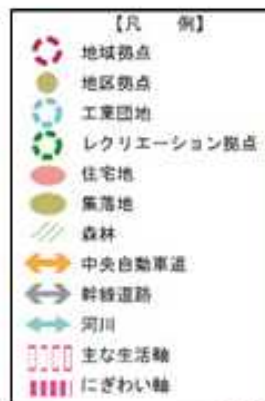 【凡　例】
地域拠点
地区拠点
工業団地
レクリエーション拠点
住宅地
集落地
森林
中央自動車道
幹線道路
河川
主な生活軸
にぎわい軸